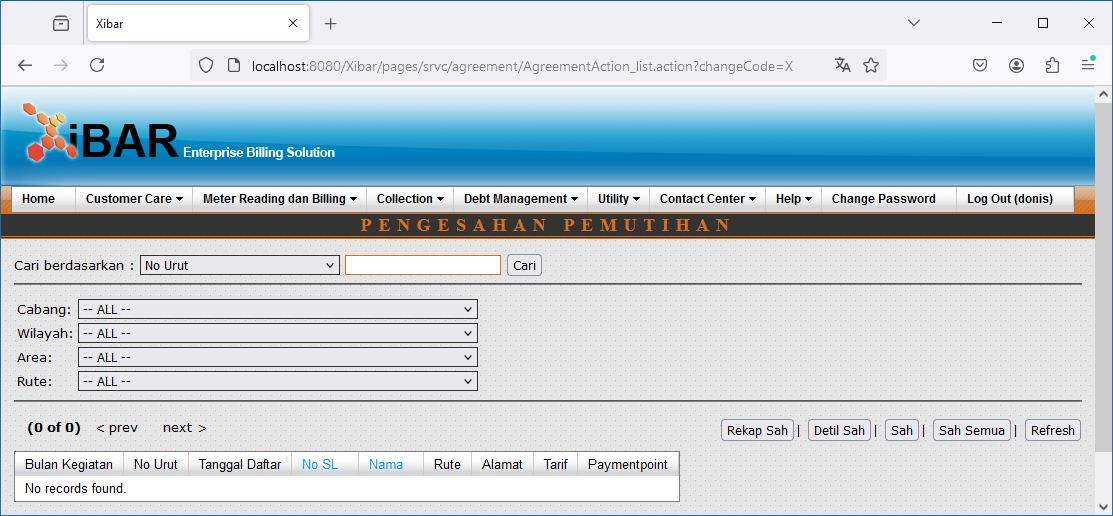 Xibar
localhost:8080/Xibar/pages/srvc/agreement/AgreementAction_list.action?changeCode=X
iBAR Enterprise Billing Solution
Home Customer Care Meter Reading dan Billing Collection Debt Management Utility Contact Center Help Change Password Log Out (donis)
PENGESAHAN PEMUTIHAN
Cari berdasarkan : No Urut Cari
Cabang: -- ALL --
Wilayah: -- ALL --
Area: -- ALL --
Rute: -- ALL --
(0 of 0) < prev next > Rekap Sah | Detil Sah | Sah | Sah Semua | Refresh
Bulan Kegiatan No Urut Tanggal Daftar No SL Nama Rute Alamat Tarif Paymentpoint
No records found.